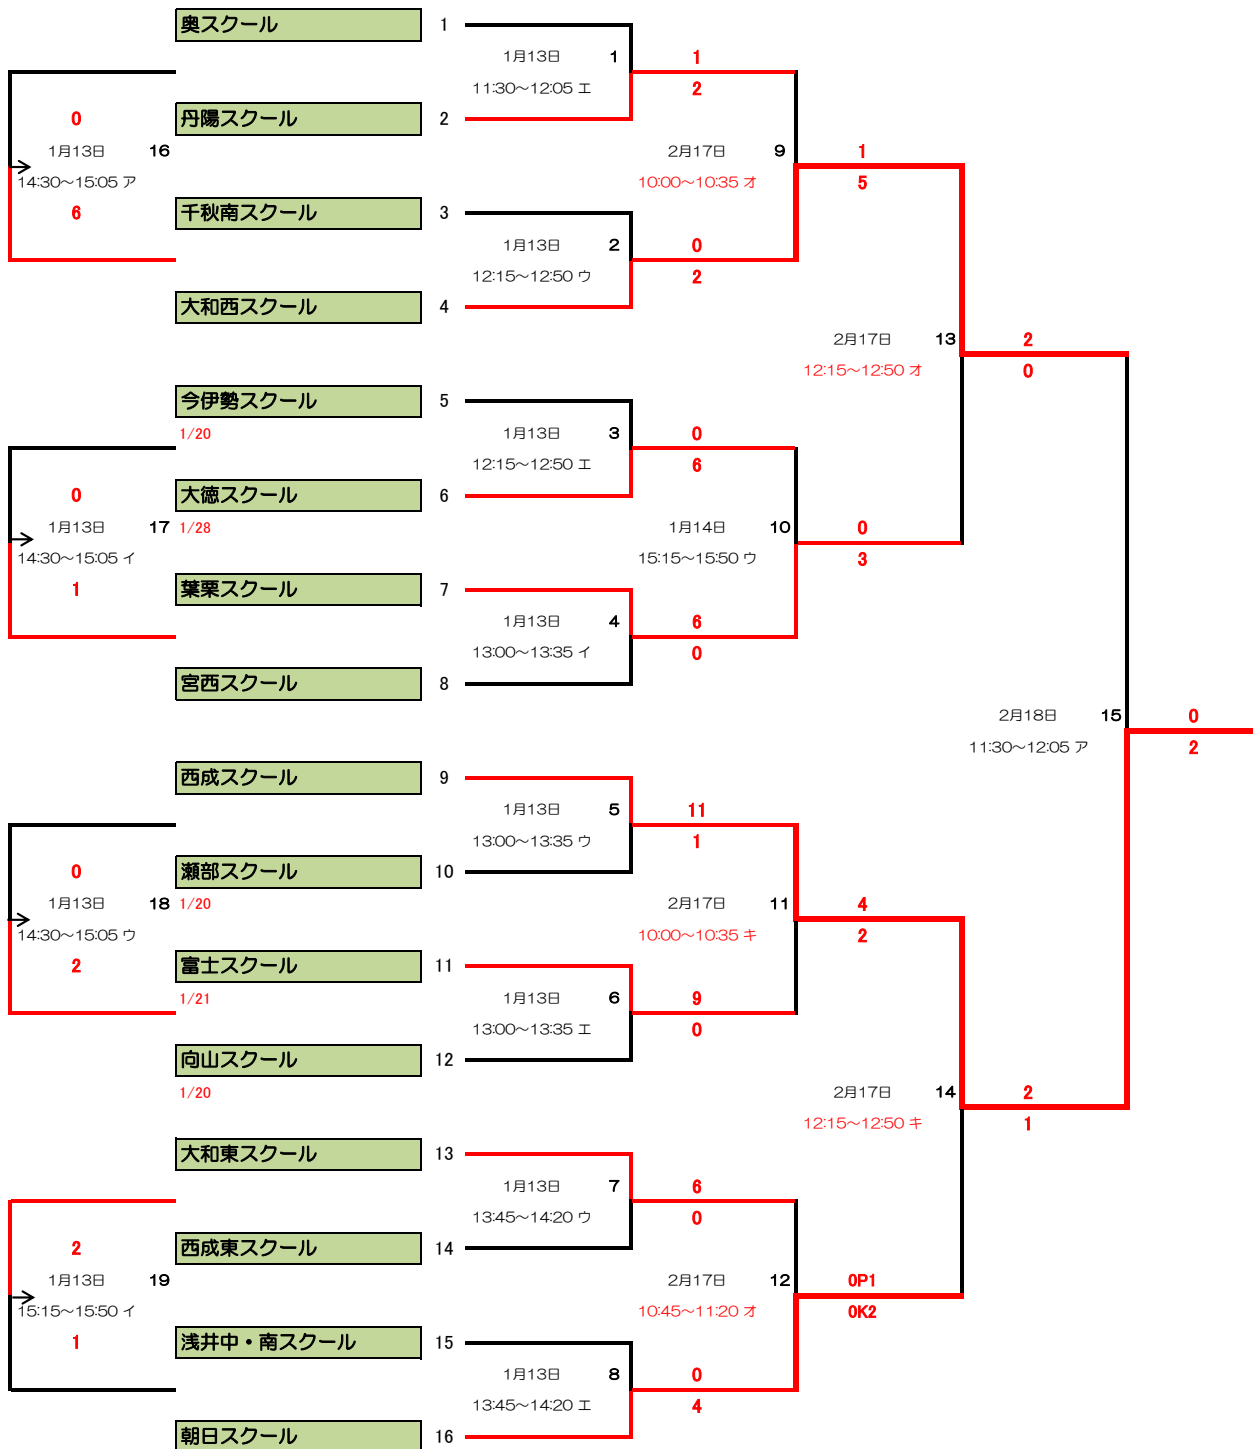 奥スクール 1
1月13日 1 1
11:30～12:05 エ 2
0 丹陽スクール 2
1月13日 16 2月17日 9 1
14:30～15:05 ア 10:00～10:35 オ 5
6 千秋南スクール 3
1月13日 2 0
12:15～12:50 ウ 2
大和西スクール 4
2月17日 13 2
12:15～12:50 オ 0
今伊勢スクール 5
1/20 1月13日 3 0
12:15～12:50 エ 6
0 大徳スクール 6
1月13日 17 1/28 1月14日 10 0
14:30～15:05 イ 15:15～15:50 ウ 3
1 葉栗スクール 7
1月13日 4 6
13:00～13:35 イ 0
宮西スクール 8
2月18日 15 0
11:30～12:05 ア 2
西成スクール 9
1月13日 5 11
13:00～13:35 ウ 1
0 瀬部スクール 10
1月13日 18 1/20 2月17日 11 4
14:30～15:05 ウ 10:00～10:35 キ 2
2 富士スクール 11
1/21 1月13日 6 9
13:00～13:35 エ 0
向山スクール 12
1/20 2月17日 14 2
12:15～12:50 キ 1
大和東スクール 13
1月13日 7 6
13:45～14:20 ウ 0
2 西成東スクール 14
1月13日 19 2月17日 12 0P1
15:15～15:50 イ 10:45～11:20 オ 0K2
1 浅井中・南スクール 15
1月13日 8 0
13:45～14:20 エ 4
朝日スクール 16